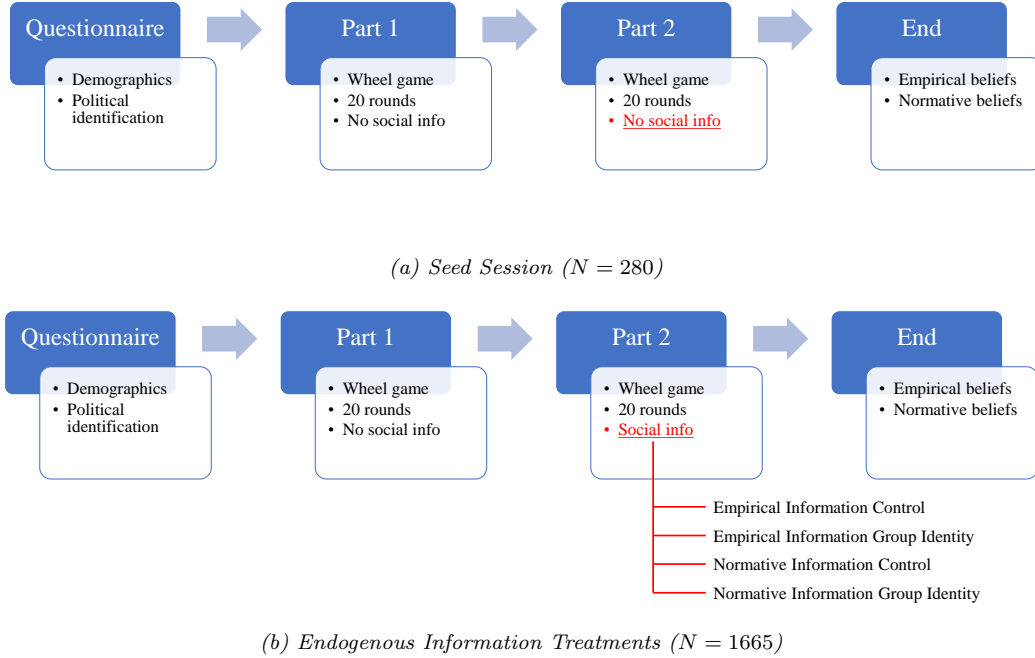 Questionnaire
• Demographics
• Political
identification
Part 1
• Wheel game
• 20 rounds
• No social info
Part 2
• Wheel game
• 20 rounds
• No social info
End
• Empirical beliefs
• Normative beliefs
(a) Seed Session (N = 280)
Questionnaire
• Demographics
• Political
identification
Part 1
• Wheel game
• 20 rounds
• No social info
Part 2
• Wheel game
• 20 rounds
• Social info
Empirical Information Control
Empirical Information Group Identity
Normative Information Control
Normative Information Group Identity
End
• Empirical beliefs
• Normative beliefs
(b) Endogenous Information Treatments (N = 1665)